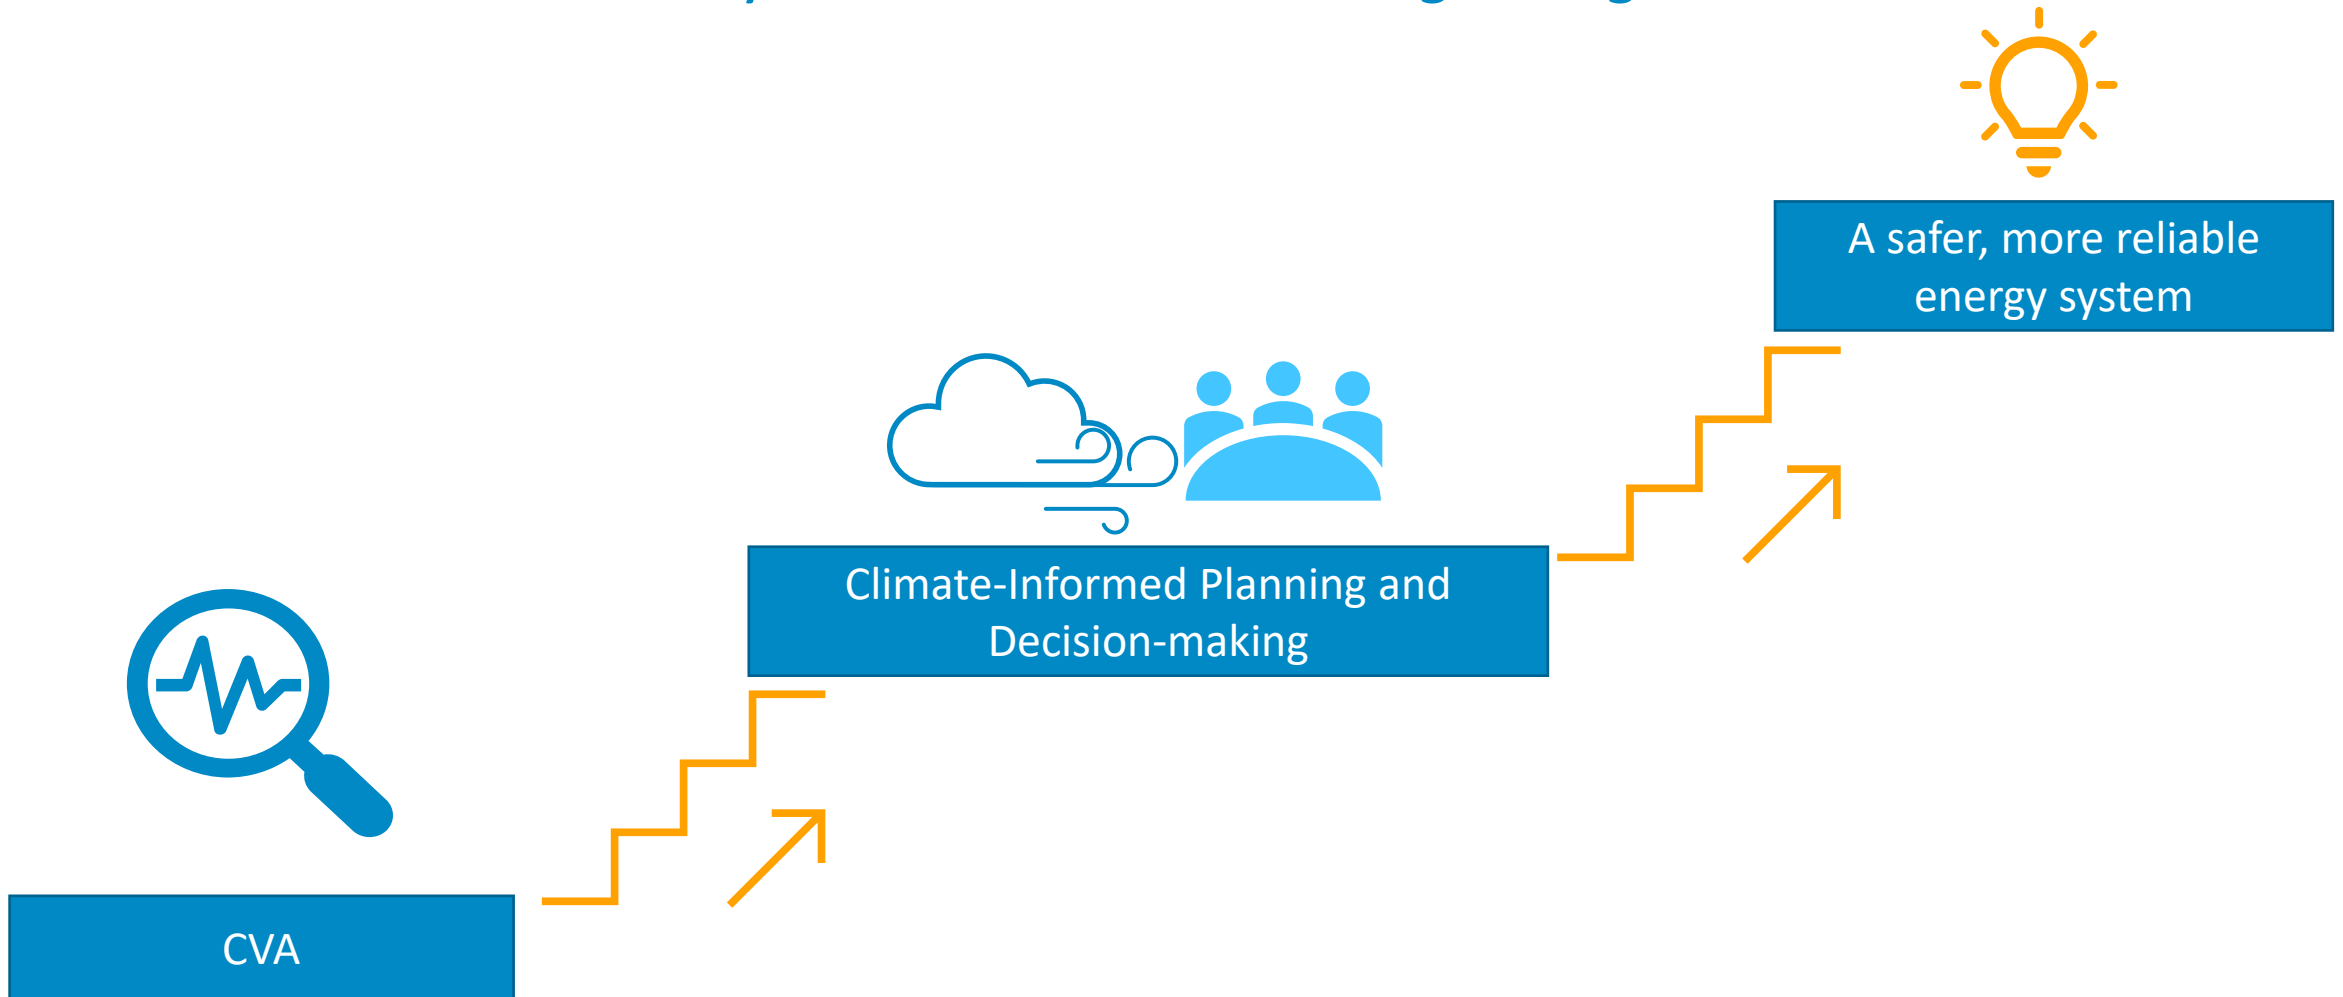 A safer, more reliable
energy system
Climate-Informed Planning and
Decision-making
CVA